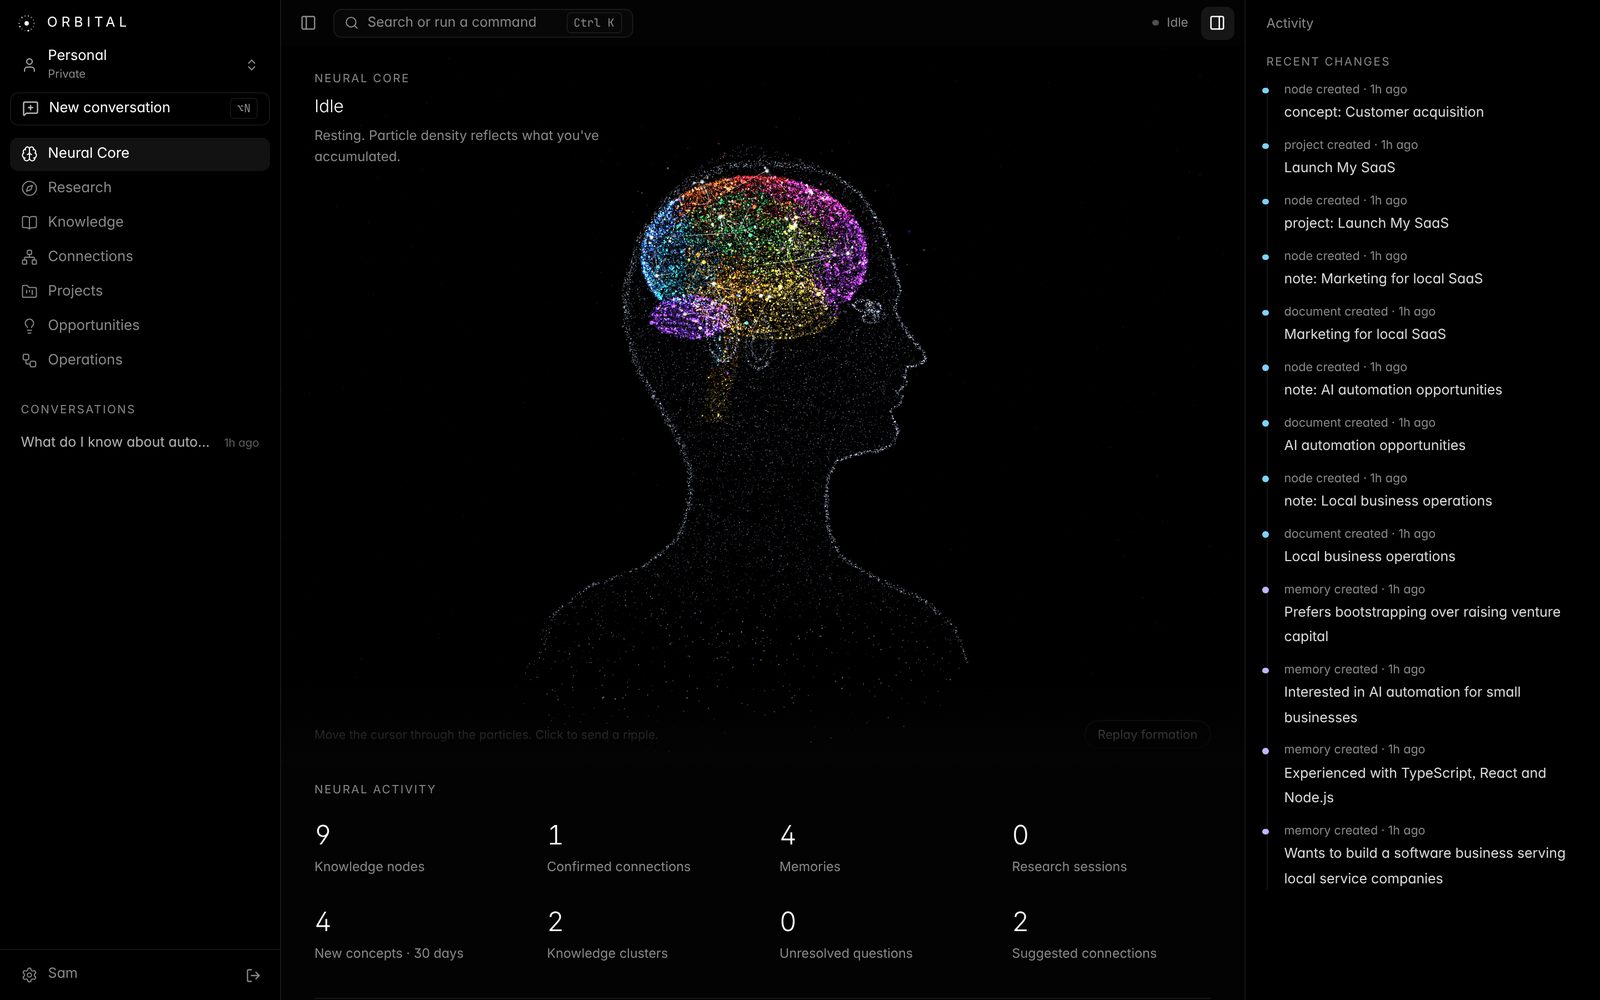 ORBITAL
Personal
Private
New conversation
⌥N
Neural Core
Research
Knowledge
Connections
Projects
Opportunities
Operations
CONVERSATIONS
What do I know about auto... 1h ago
Sam
Search or run a command Ctrl K
Idle
NEURAL CORE
Idle
Resting. Particle density reflects what you've
accumulated.
Move the cursor through the particles. Click to send a ripple.
Replay formation
NEURAL ACTIVITY
9
Knowledge nodes
1
Confirmed connections
4
Memories
0
Research sessions
4
New concepts · 30 days
2
Knowledge clusters
0
Unresolved questions
2
Suggested connections
Activity
RECENT CHANGES
node created · 1h ago
concept: Customer acquisition
project created · 1h ago
Launch My SaaS
node created · 1h ago
project: Launch My SaaS
node created · 1h ago
note: Marketing for local SaaS
document created · 1h ago
Marketing for local SaaS
node created · 1h ago
note: AI automation opportunities
document created · 1h ago
AI automation opportunities
node created · 1h ago
note: Local business operations
document created · 1h ago
Local business operations
memory created · 1h ago
Prefers bootstrapping over raising venture
capital
memory created · 1h ago
Interested in AI automation for small
businesses
memory created · 1h ago
Experienced with TypeScript, React and
Node.js
memory created · 1h ago
Wants to build a software business serving
local service companies